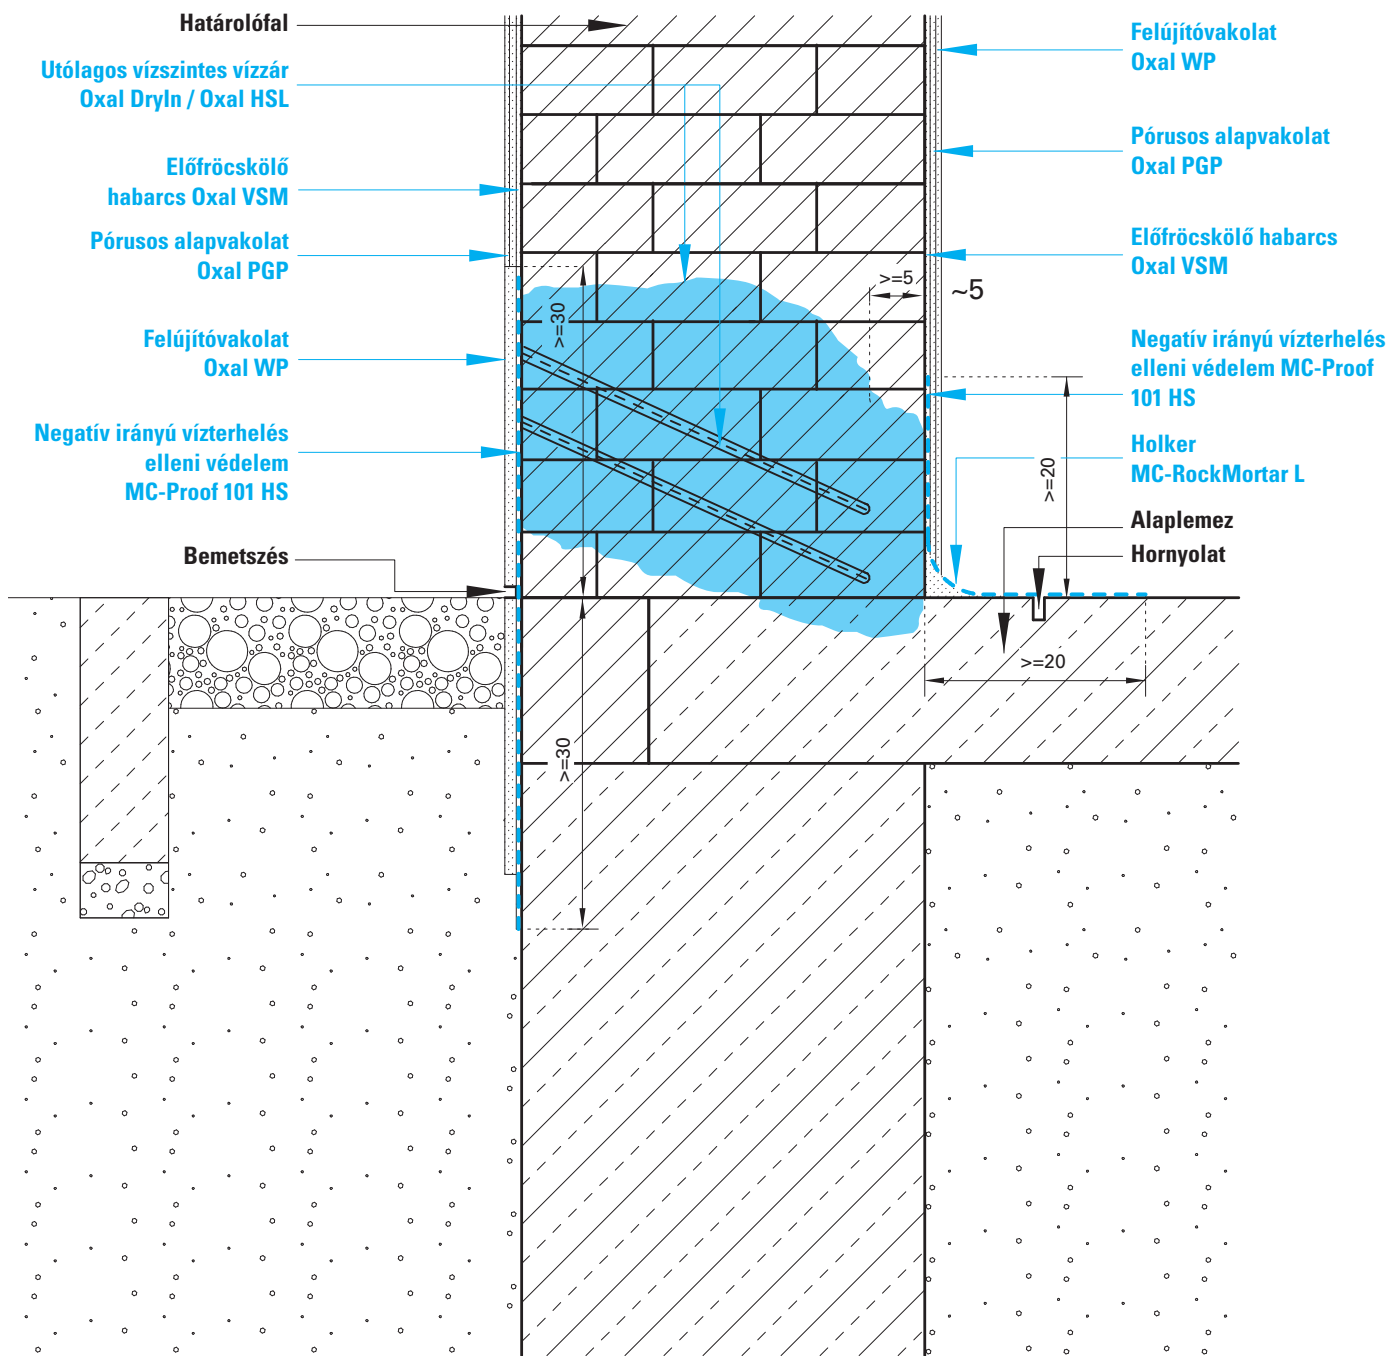 Határolófal
Utólagos vízszintes vízzár
Oxal DryIn / Oxal HSL
Előfröcskölő
habarcs Oxal VSM
Pórusos alapvakolat
Oxal PGP
Felújítóvakolat
Oxal WP
Negatív irányú vízterhelés
elleni védelem
MC-Proof 101 HS
Bemetszés
>=30
>=30
>=5
~5
>=20
>=20
Felújítóvakolat
Oxal WP
Pórusos alapvakolat
Oxal PGP
Előfröcskölő habarcs
Oxal VSM
Negatív irányú vízterhelés
elleni védelem MC-Proof
101 HS
Holker
MC-RockMortar L
Alaplemez
Hornyolat